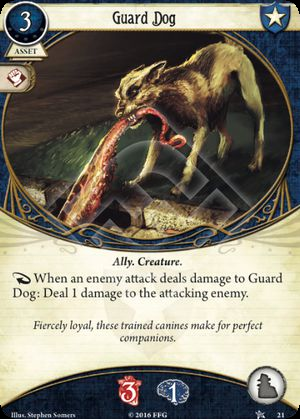 3
Guard Dog
ASSET
Ally. Creature.
When an enemy attack deals damage to Guard
Dog: Deal 1 damage to the attacking enemy.
Fiercely loyal, these trained canines make for perfect
companions.
3 1
Illus. Stephen Somers © 2016 FFG 21